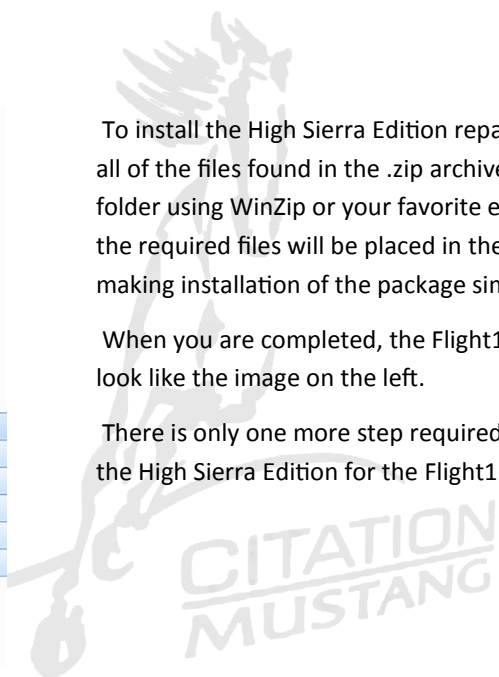 To install the High Sierra Edition repa
all of the files found in the .zip archive
folder using WinZip or your favorite e
the required files will be placed in the
making installation of the package sin
When you are completed, the Flight1
look like the image on the left.
There is only one more step required
the High Sierra Edition for the Flight1
CITATION
MUSTANG